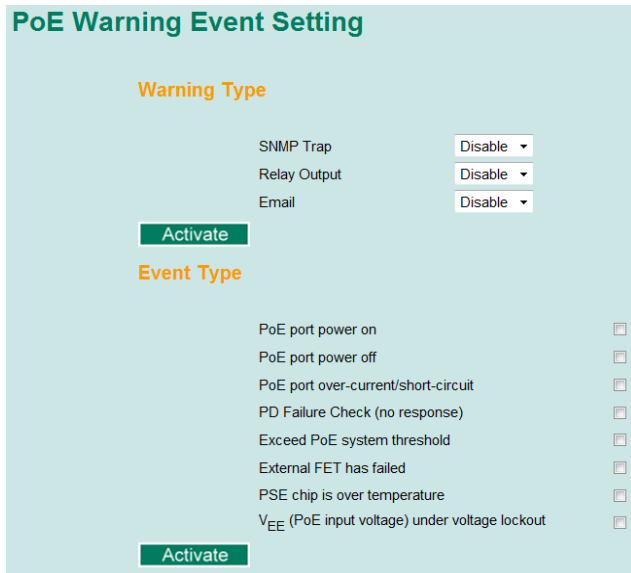 PoE Warning Event Setting
Warning Type
SNMP Trap Disable
Relay Output Disable
Email Disable
Activate
Event Type
PoE port power on
PoE port power off
PoE port over-current/short-circuit
PD Failure Check (no response)
Exceed PoE system threshold
External FET has failed
PSE chip is over temperature
VEE (PoE input voltage) under voltage lockout
Activate